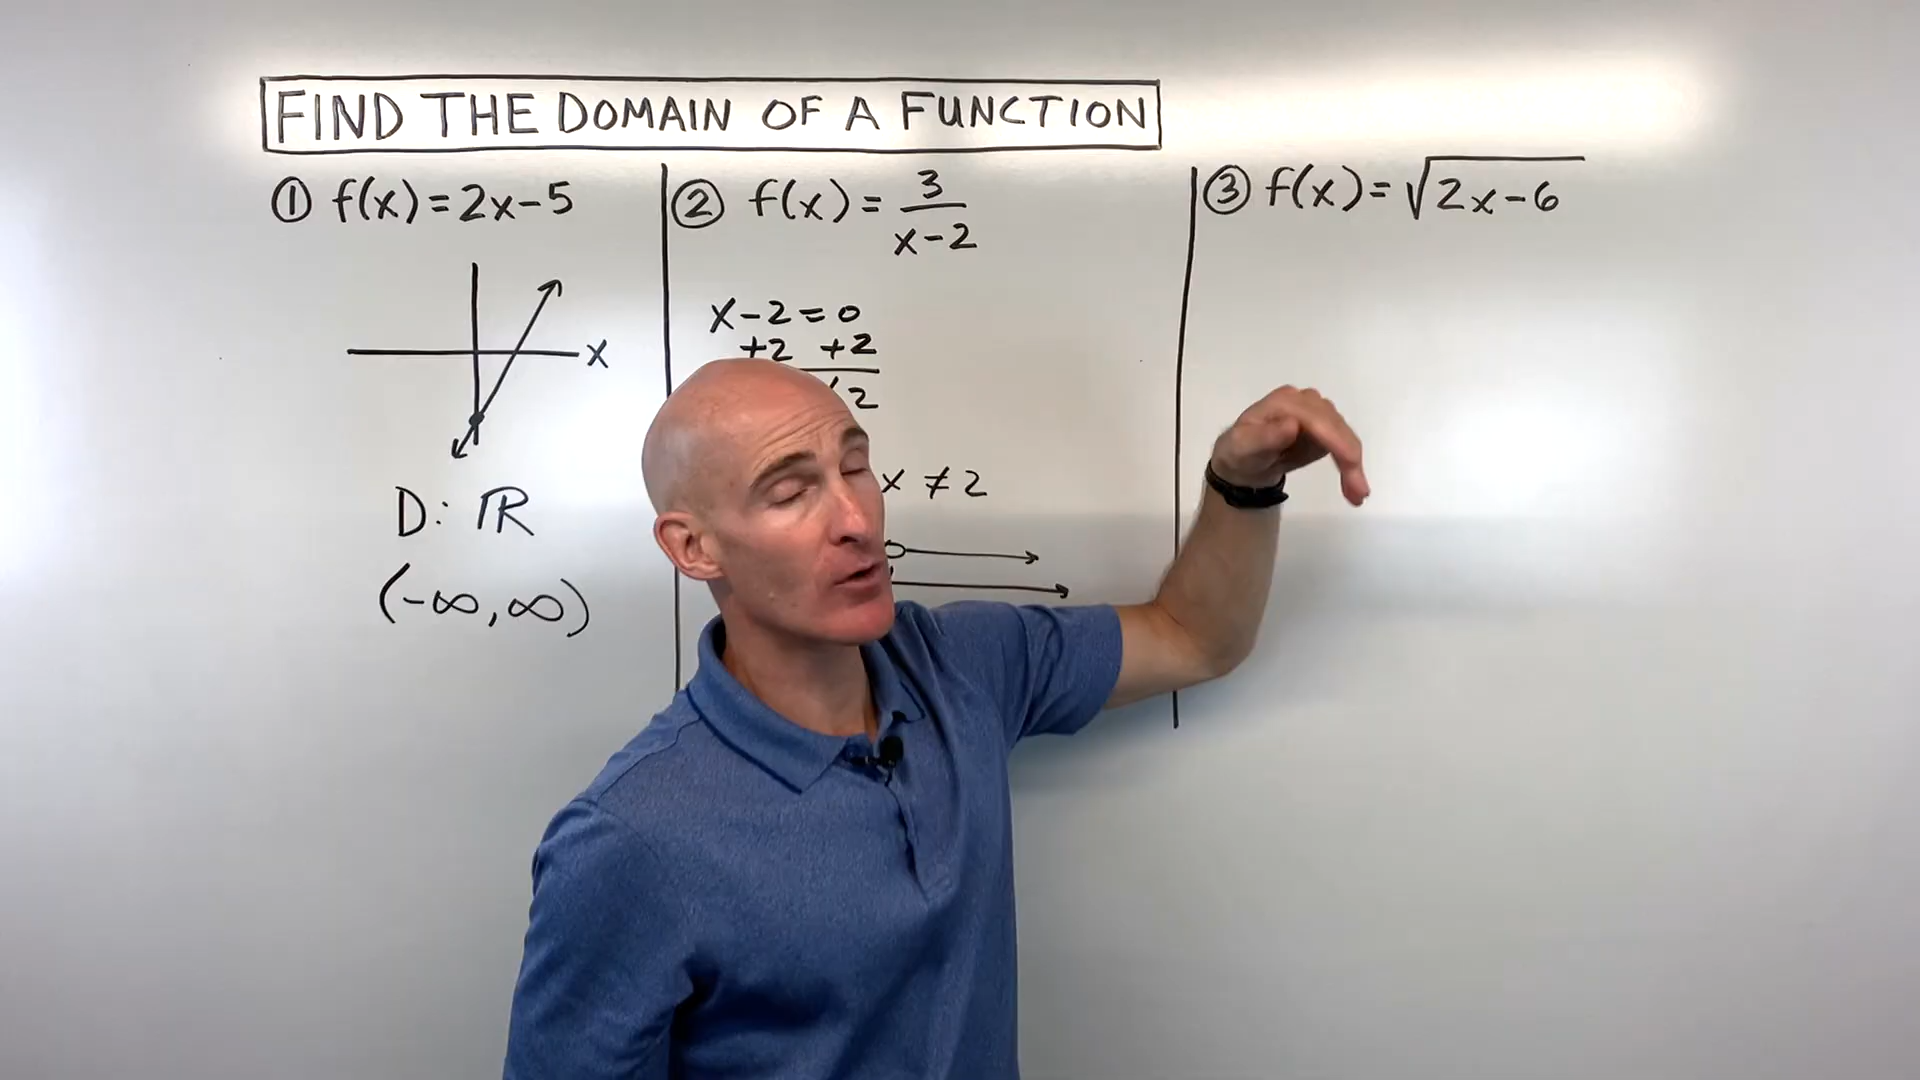 FIND THE DOMAIN OF A FUNCTION
① f(x)=2x-5
x
D: ℝ
(-∞,∞)
② f(x)=3/(x-2)
x-2=0
+2 +2
2
x ≠ 2
③ f(x)=√(2x-6)